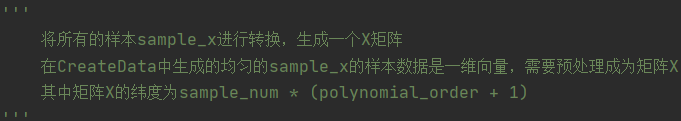 '''
将所有的样本sample_x进行转换，生成一个X矩阵
在CreateData中生成的均匀的sample_x的样本数据是一维向量，需要预处理成为矩阵X
其中矩阵X的纬度为sample_num * (polynomial_order + 1)
'''